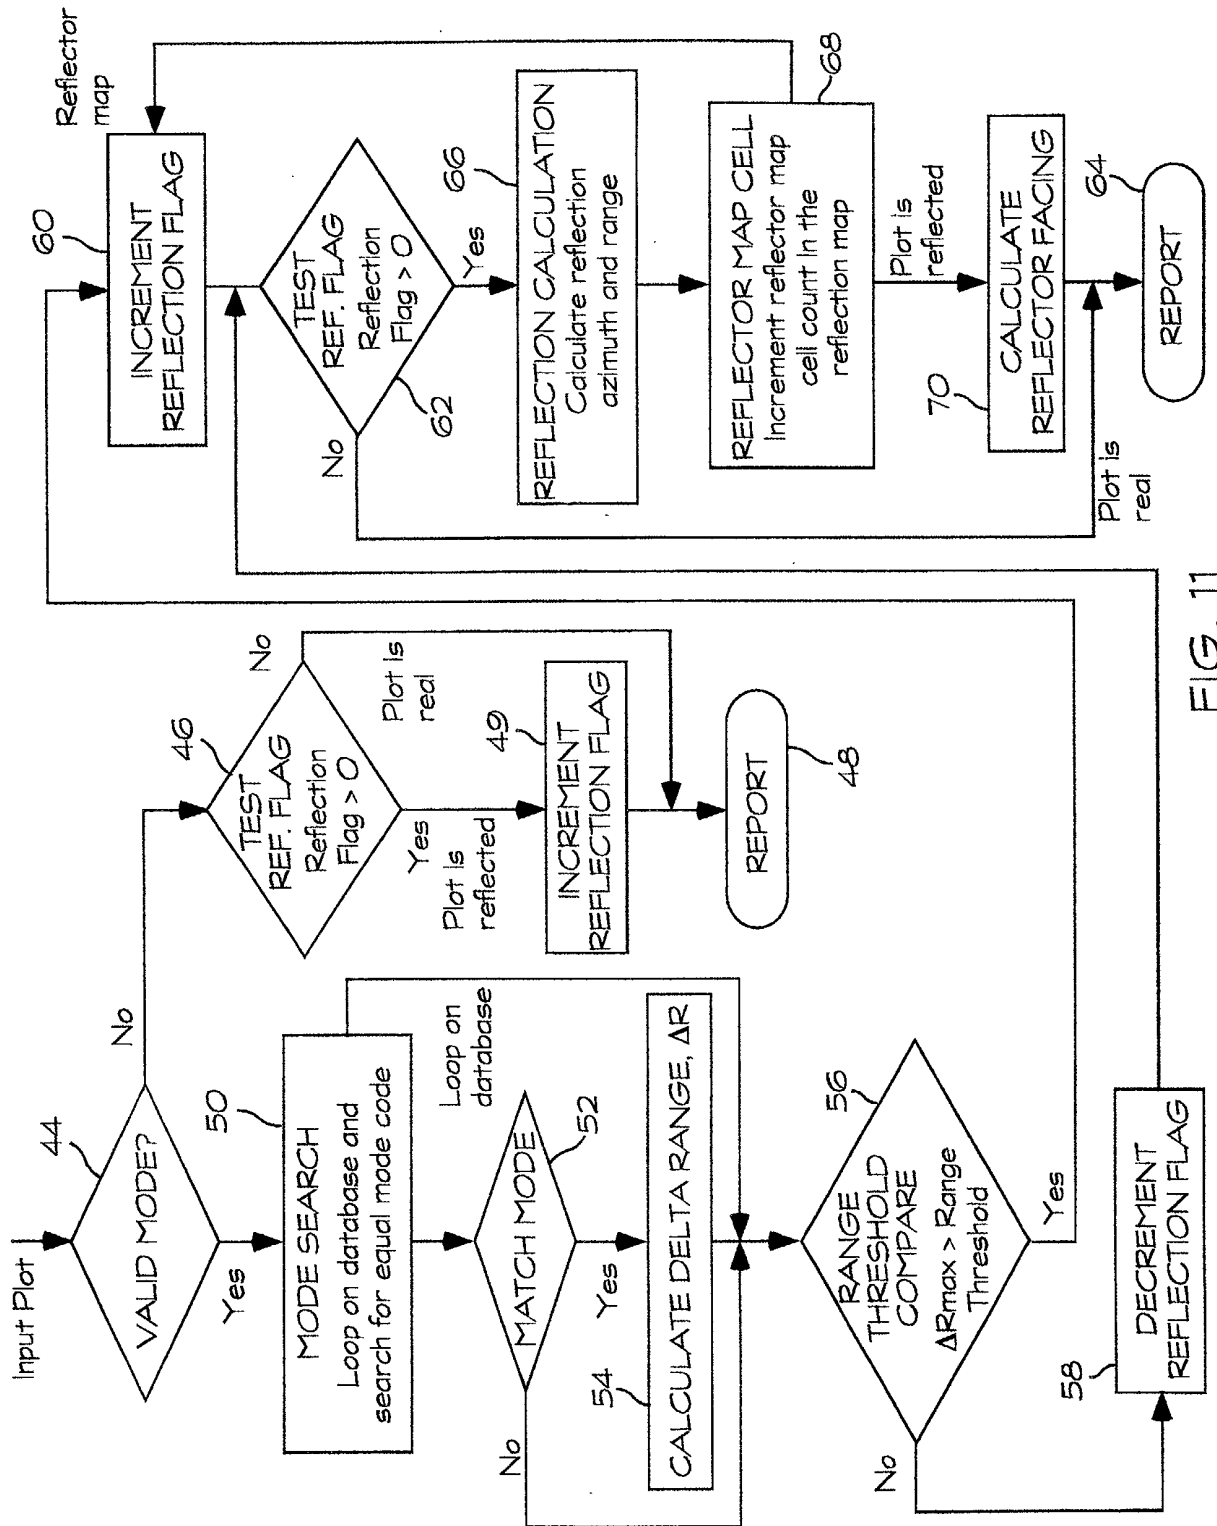 Input Plot
44
VALID MODE?
No
Yes
50
MODE SEARCH
Loop on database and
search for equal mode code
Loop on
database
52
MATCH MODE
No
Yes
54
CALCULATE DELTA RANGE, ΔR
56
RANGE
THRESHOLD
COMPARE
ΔRmax > Range
Threshold
No
Yes
58
DECREMENT
REFLECTION FLAG
46
TEST
REF. FLAG
Reflection
Flag > 0
No
Plot is
real
Yes
Plot is
reflected
49
INCREMENT
REFLECTION FLAG
REPORT
48
60
INCREMENT
REFLECTION FLAG
Reflector
map
TEST
REF. FLAG
Reflection
Flag > 0
62
No
Yes
66
REFLECTION CALCULATION
Calculate reflection
azimuth and range
REFLECTOR MAP CELL
Increment reflector map
cell count in the
reflection map
68
Plot is
reflected
70
CALCULATE
REFLECTOR FACING
Plot is
real
64
REPORT
FIG. 11